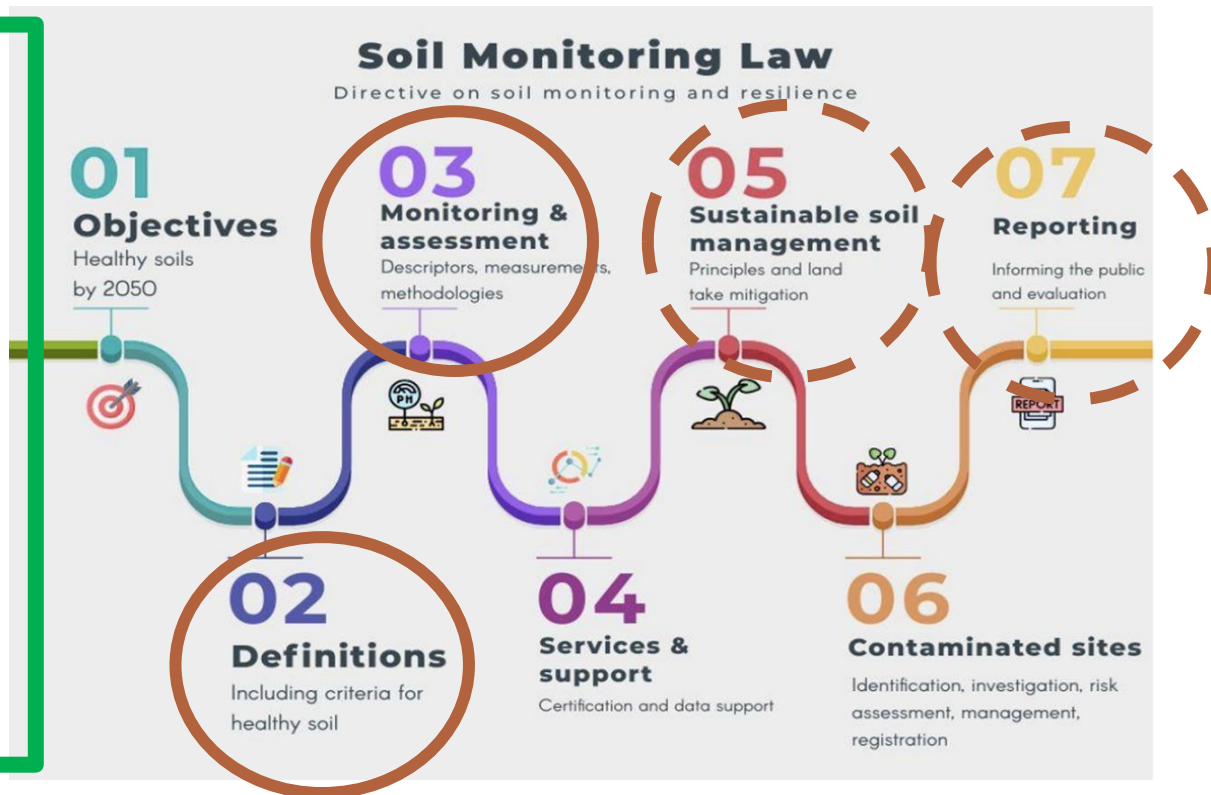 Soil Monitoring Law
Directive on soil monitoring and resilience
01
Objectives
Healthy soils
by 2050
03
Monitoring &
assessment
Descriptors, measurements,
methodologies
05
Sustainable soil
management
Principles and land
take mitigation
07
Reporting
Informing the public
and evaluation
PH
REPORT
02
Definitions
Including criteria for
healthy soil
04
Services &
support
Certification and data support
06
Contaminated sites
Identification, investigation, risk
assessment, management,
registration